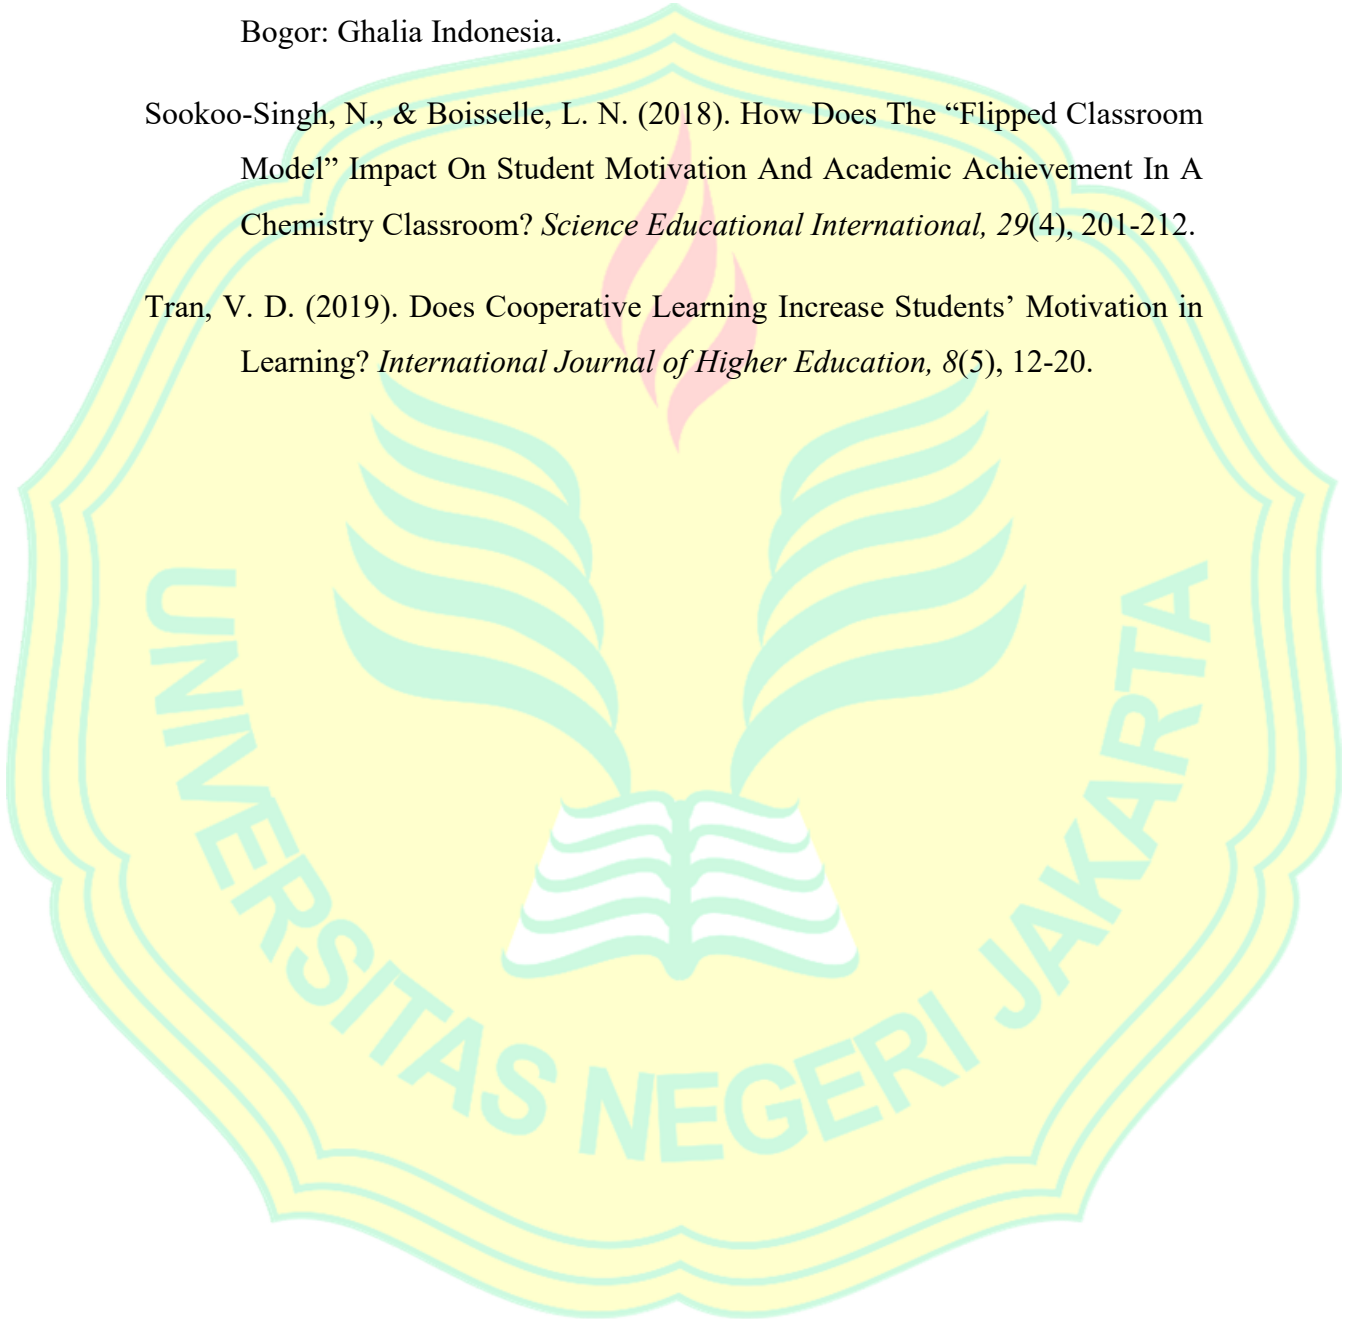 Bogor: Ghalia Indonesia.
Sookoo-Singh, N., & Boisselle, L. N. (2018). How Does The “Flipped Classroom
Model” Impact On Student Motivation And Academic Achievement In A
Chemistry Classroom? Science Educational International, 29(4), 201-212.
Tran, V. D. (2019). Does Cooperative Learning Increase Students’ Motivation in
Learning? International Journal of Higher Education, 8(5), 12-20.
UNIVERSITAS NEGERI JAKARTA